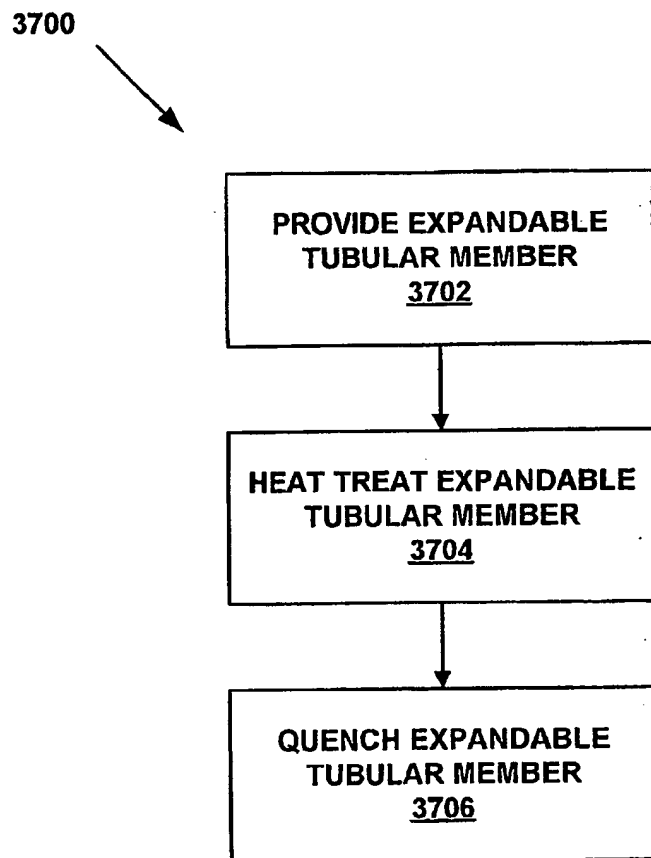 3700
PROVIDE EXPANDABLE
TUBULAR MEMBER
3702
HEAT TREAT EXPANDABLE
TUBULAR MEMBER
3704
QUENCH EXPANDABLE
TUBULAR MEMBER
3706